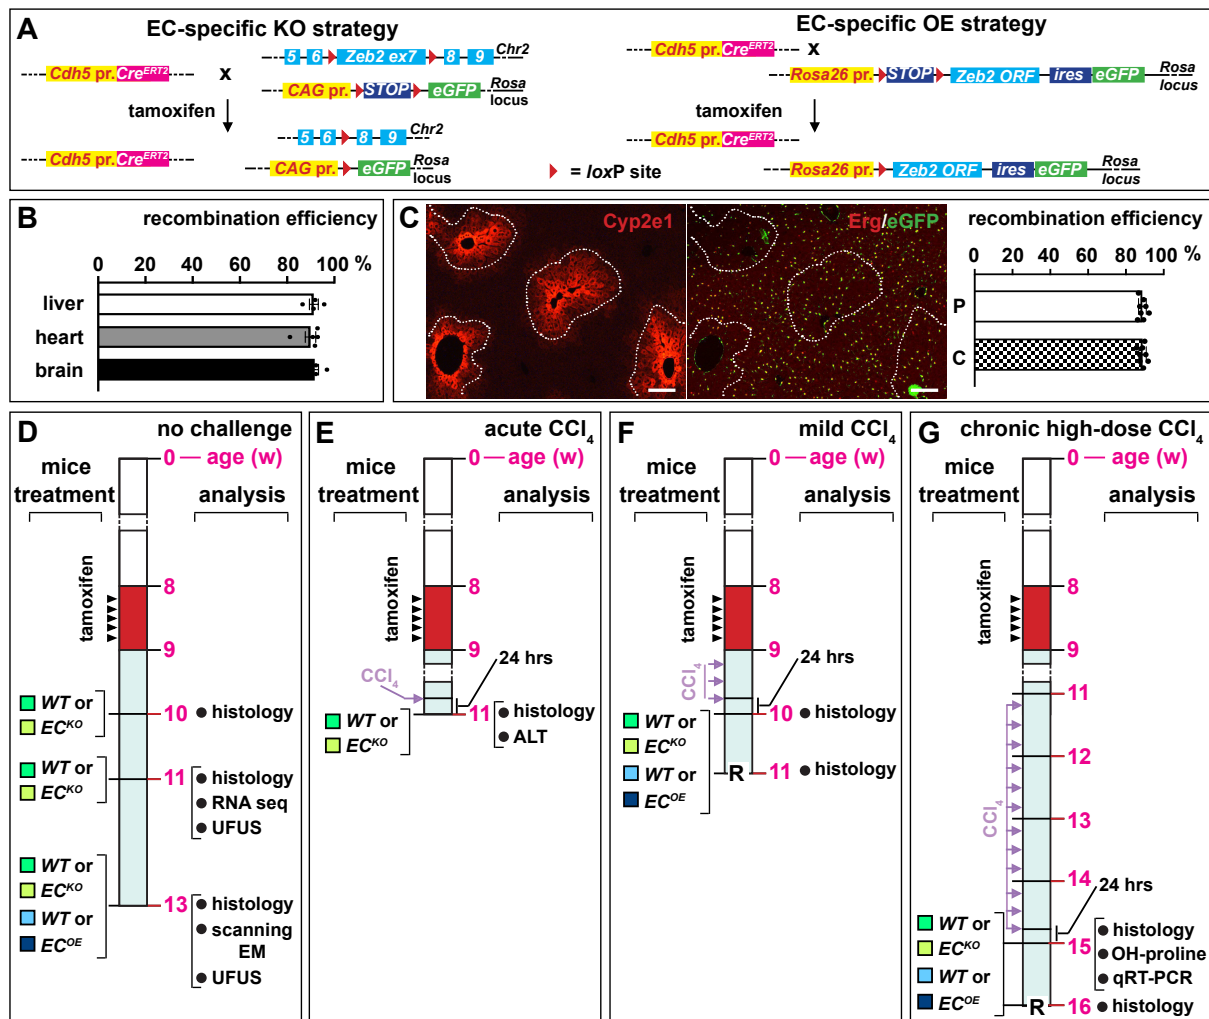 A
EC-specific KO strategy
EC-specific OE strategy
5 6 Zeb2 ex7 8 9 Chr2
Cdh5 pr. CreERT2 x
CAG pr. STOP eGFP Rosa locus
tamoxifen
5 6 8 9 Chr2
Cdh5 pr. CreERT2
CAG pr. eGFP Rosa locus
Cdh5 pr. CreERT2 x
Rosa26 pr. STOP Zeb2 ORF ires eGFP Rosa locus
tamoxifen
Cdh5 pr. CreERT2
Rosa26 pr. Zeb2 ORF ires eGFP Rosa locus
= loxP site
B
recombination efficiency
0 20 40 60 80 100 %
liver
heart
brain
C
Cyp2e1
Erg/eGFP
recombination efficiency
0 20 40 60 80 100 %
P
C
D
no challenge
0 — age (w)
mice treatment
analysis
tamoxifen
8
9
WT or
ECKO
10
histology
WT or
ECKO
11
histology
RNA seq
UFUS
WT or
ECKO
WT or
ECOE
13
histology
scanning EM
UFUS
E
acute CCl4
0 — age (w)
mice treatment
analysis
tamoxifen
8
9
24 hrs
CCl4
WT or
ECKO
11
histology
ALT
F
mild CCl4
0 — age (w)
mice treatment
analysis
tamoxifen
8
9
24 hrs
CCl4
WT or
ECKO
WT or
ECOE
10
histology
R
11
histology
G
chronic high-dose CCl4
0 — age (w)
mice treatment
analysis
tamoxifen
8
9
11
12
CCl4
13
14
24 hrs
WT or
ECKO
WT or
ECOE
15
histology
OH-proline
qRT-PCR
R
16
histology